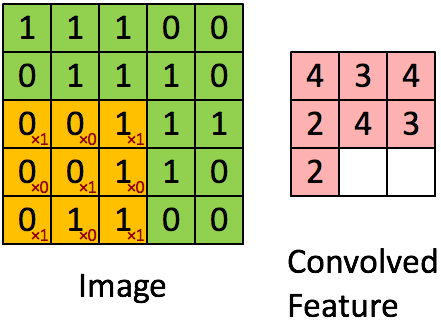 1 1 1 0 0
0 1 1 1 0
0×1 0×0 1×1 1 1
0×0 0×1 1×0 1 0
0×1 1×0 1×1 0 0
Image
4 3 4
2 4 3
2
Convolved
Feature